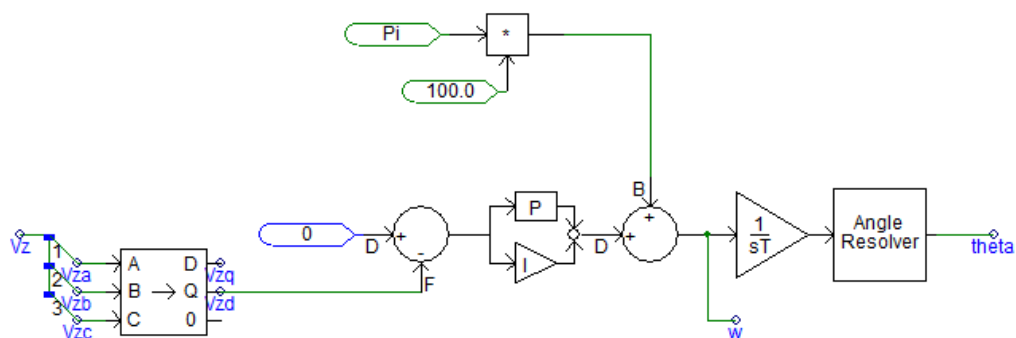 Pi
*
100.0
B
+
0
D
+
-
F
P
I
D
+
1
sT
Angle
Resolver
theta
w
Vz
1
2
3
Vza
Vzb
Vzc
A
B
C
D
Q
0
Vzq
Vzd